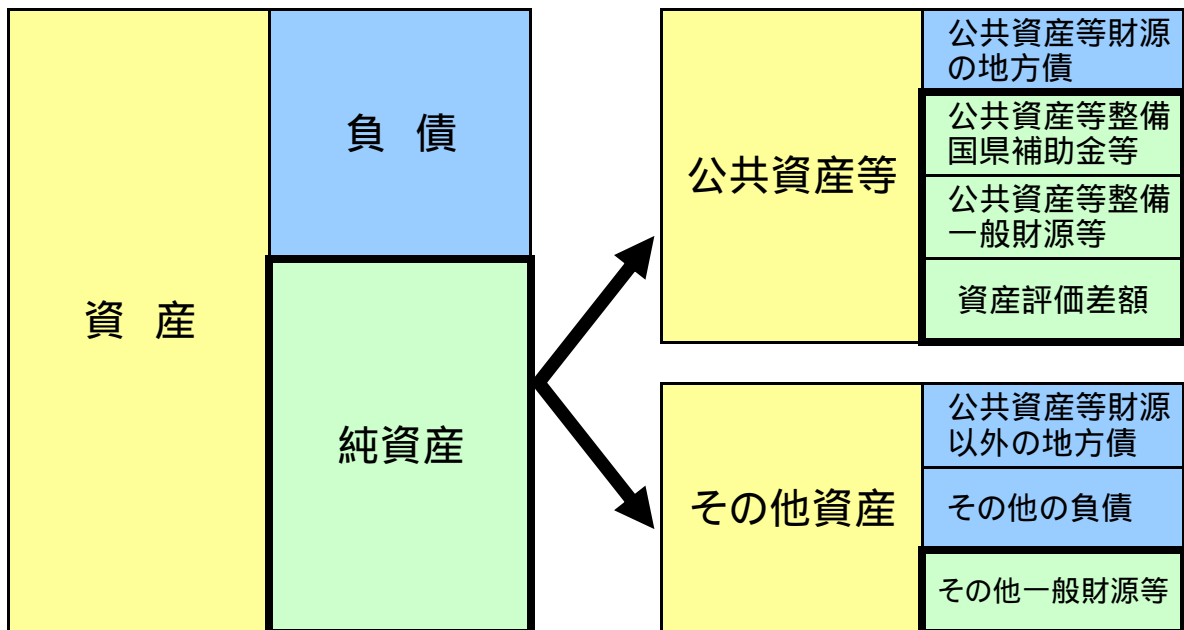 資 産
負 債
純資産
公共資産等
公共資産等財源
の地方債
公共資産等整備
国県補助金等
公共資産等整備
一般財源等
資産評価差額
その他資産
公共資産等財源
以外の地方債
その他の負債
その他一般財源等